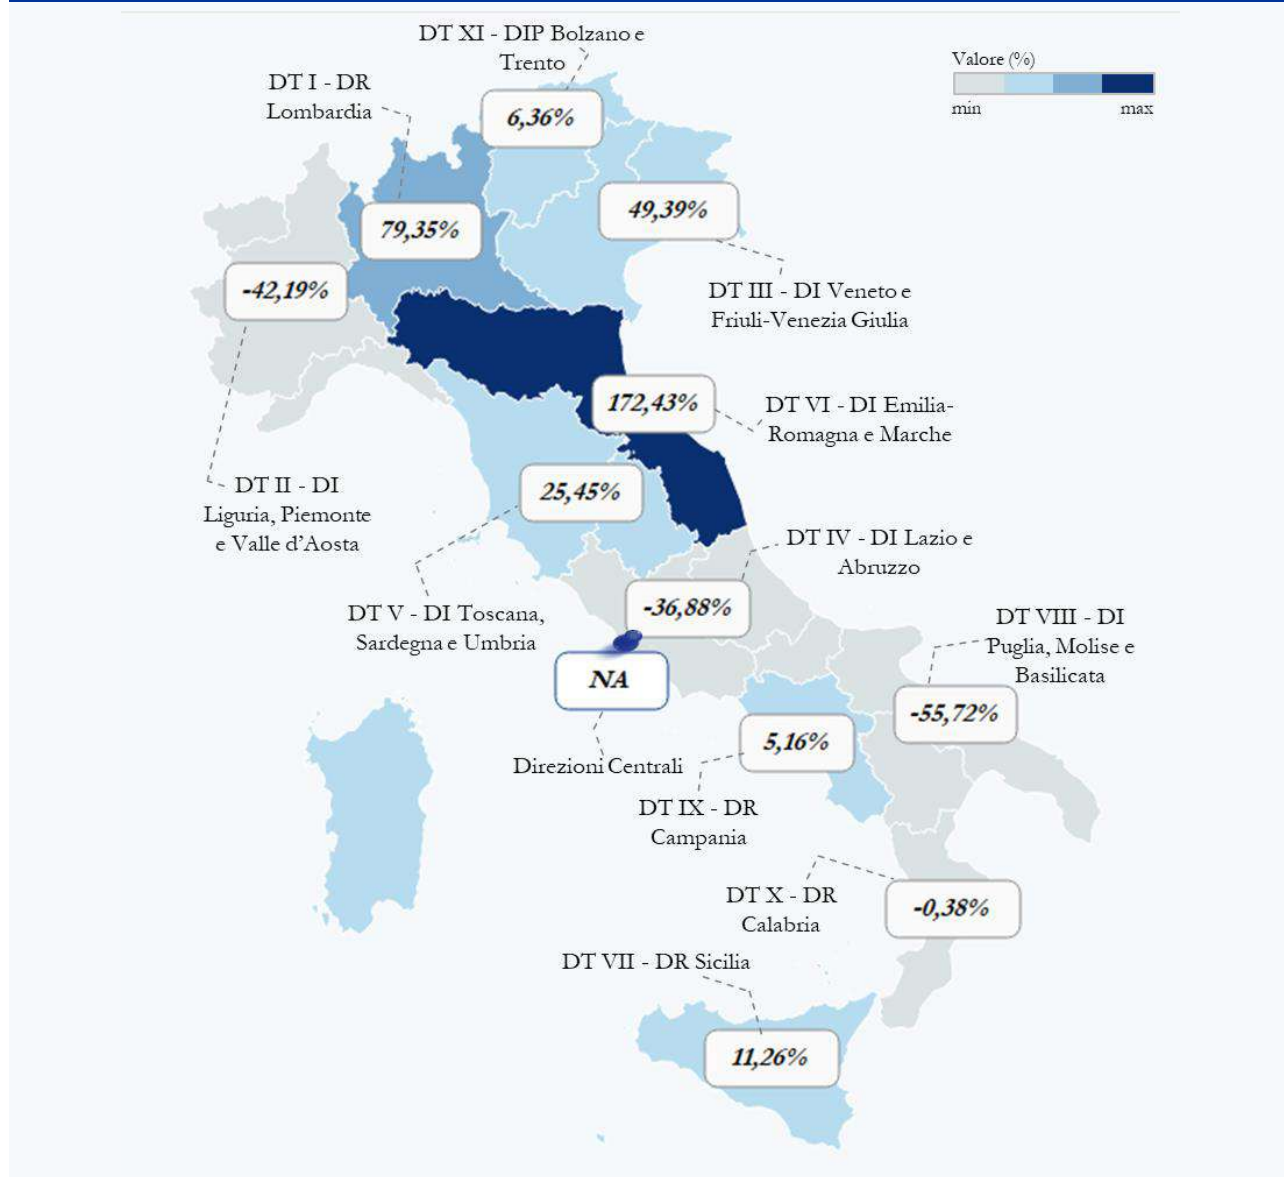 DT XI - DIP Bolzano e
Trento
Valore (%)
min max
DT I - DR
Lombardia
6,36%
79,35%
49,39%
-42,19%
DT III - DI Veneto e
Friuli-Venezia Giulia
172,43%
DT VI - DI Emilia-
Romagna e Marche
25,45%
DT II - DI
Liguria, Piemonte
e Valle d’Aosta
DT IV - DI Lazio e
Abruzzo
-36,88%
DT V - DI Toscana,
Sardegna e Umbria
DT VIII - DI
Puglia, Molise e
Basilicata
NA
-55,72%
Direzioni Centrali
5,16%
DT IX - DR
Campania
DT X - DR
Calabria
-0,38%
DT VII - DR Sicilia
11,26%